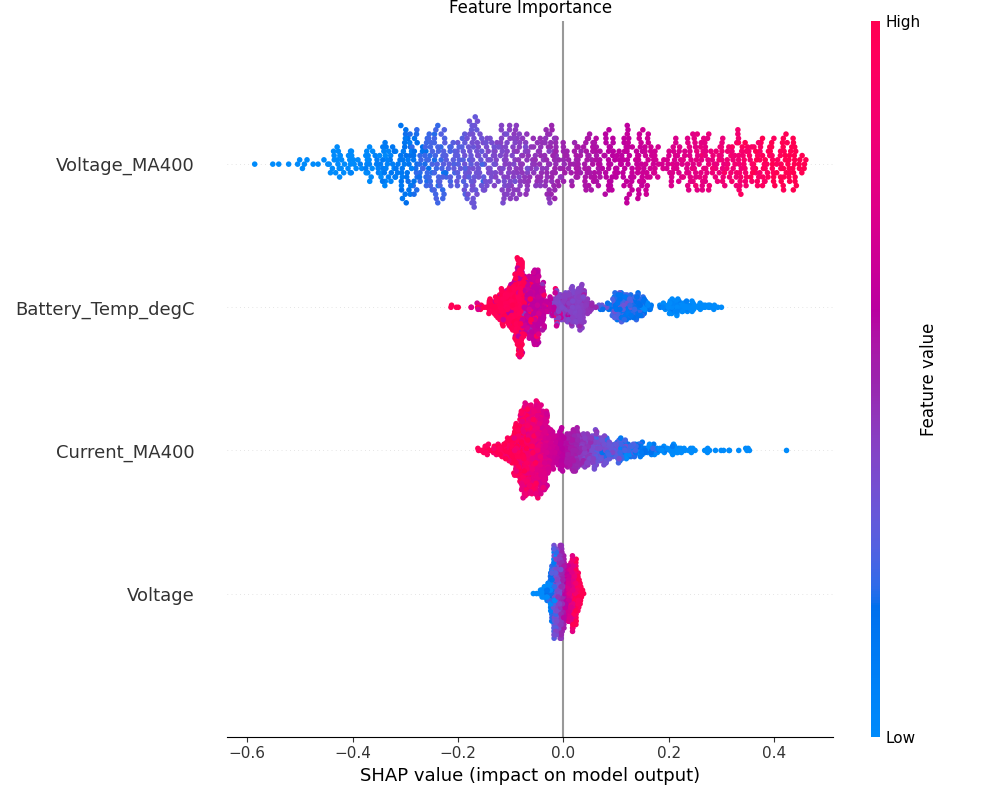 Feature Importance
High
Voltage_MA400
Battery_Temp_degC
Current_MA400
Voltage
Feature value
Low
−0.6 −0.4 −0.2 0.0 0.2 0.4
SHAP value (impact on model output)